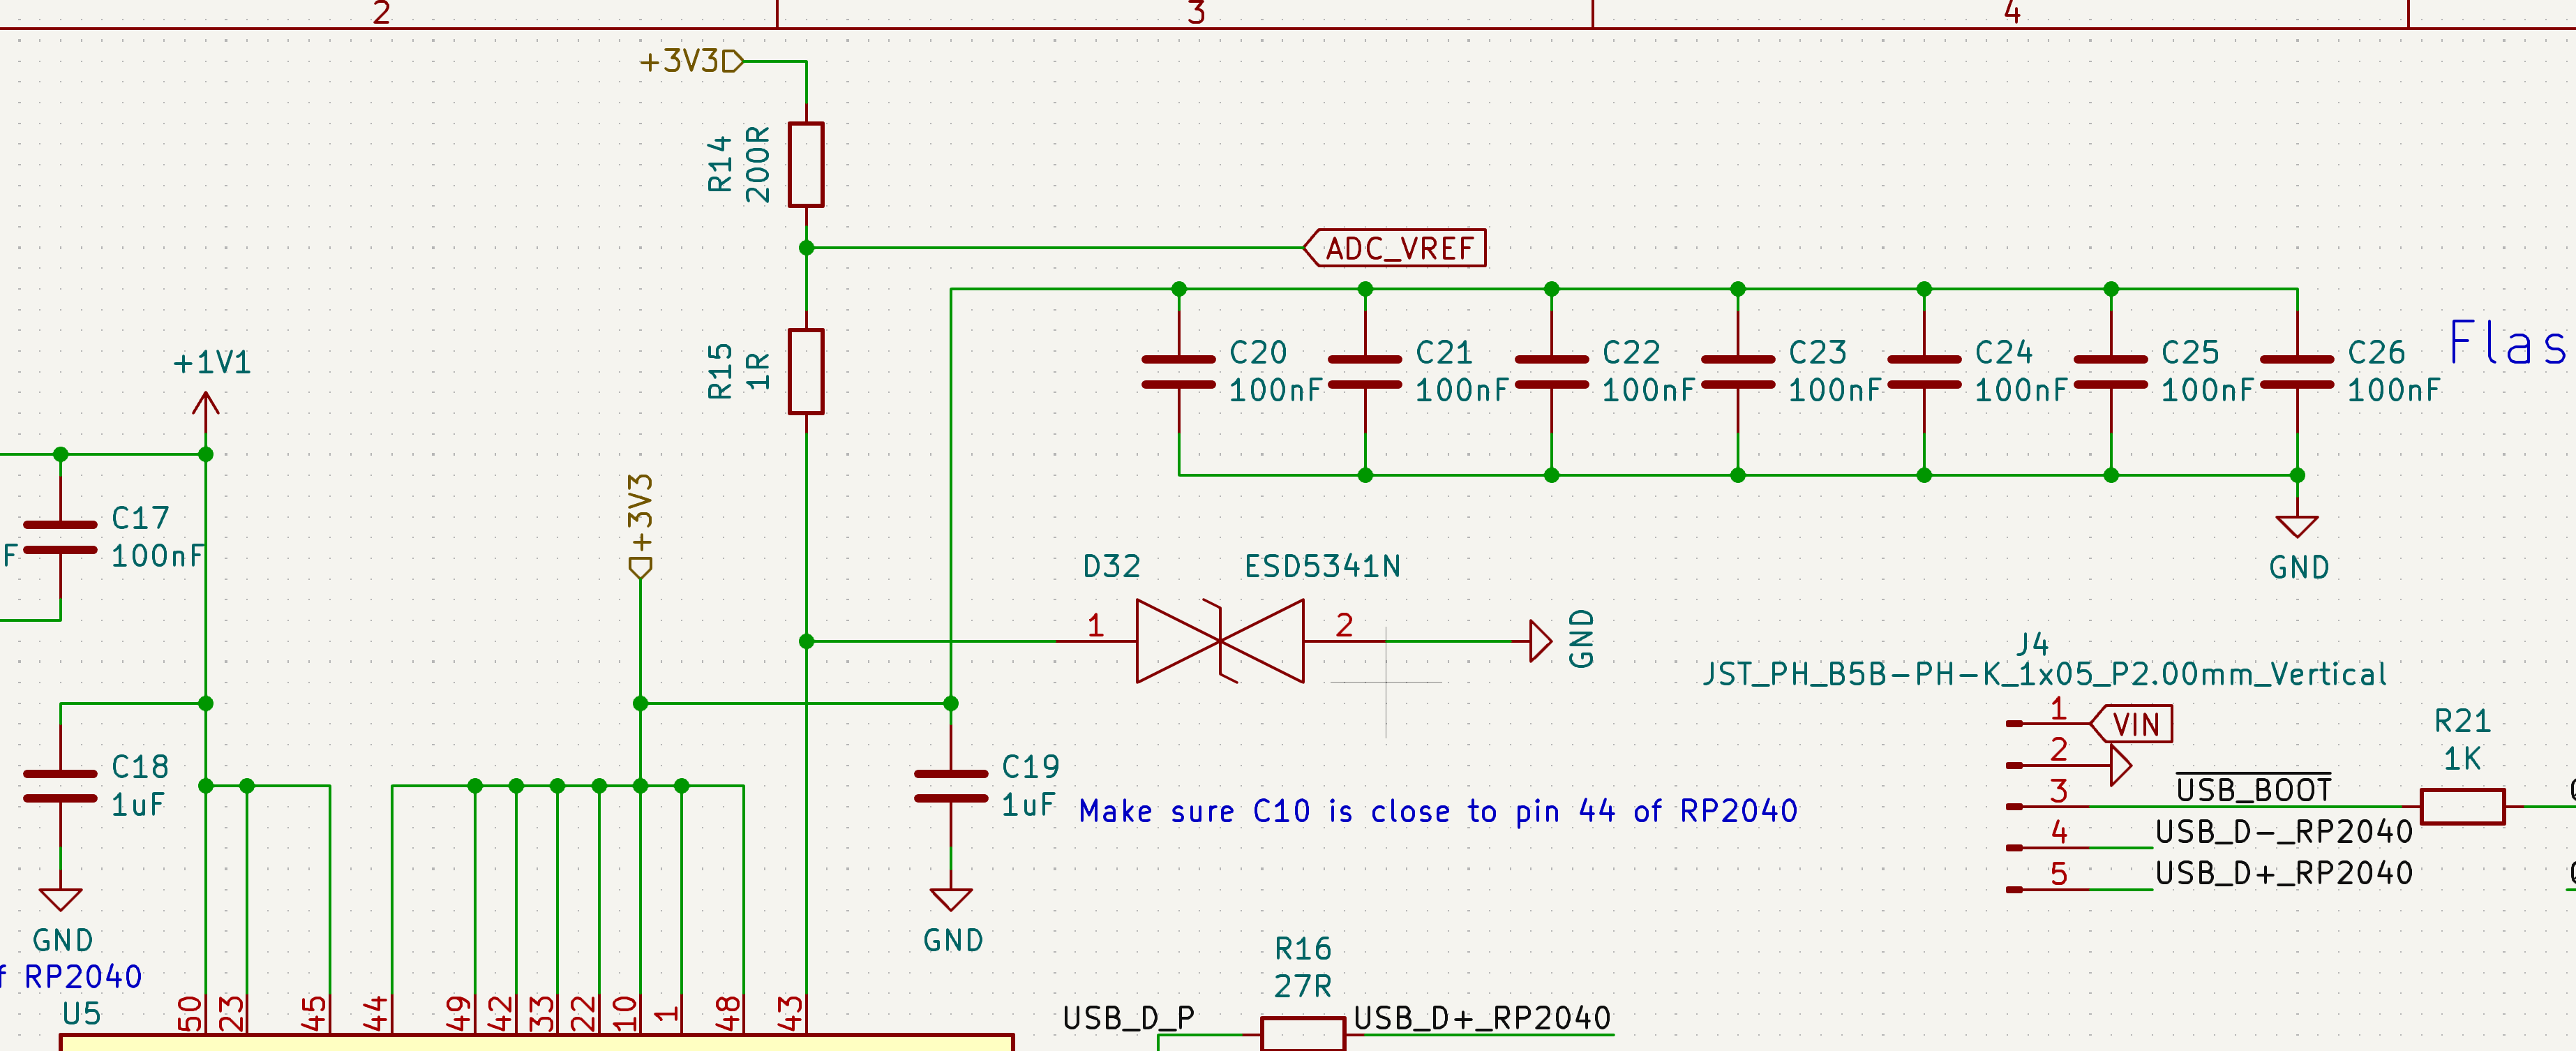 2
3
4
+3V3
R14
200R
ADC_VREF
R15
1R
+1V1
C20
100nF
C21
100nF
C22
100nF
C23
100nF
C24
100nF
C25
100nF
C26
100nF
Flas
GND
C17
100nF
F
+3V3
D32
ESD5341N
1
2
GND
J4
JST_PH_B5B-PH-K_1x05_P2.00mm_Vertical
1
VIN
2
3
USB_BOOT
4
USB_D-_RP2040
5
USB_D+_RP2040
R21
1K
C18
1uF
GND
C19
1uF
Make sure C10 is close to pin 44 of RP2040
GND
f RP2040
U5
50
23
45
44
49
42
33
22
10
1
48
43
R16
27R
USB_D_P
USB_D+_RP2040